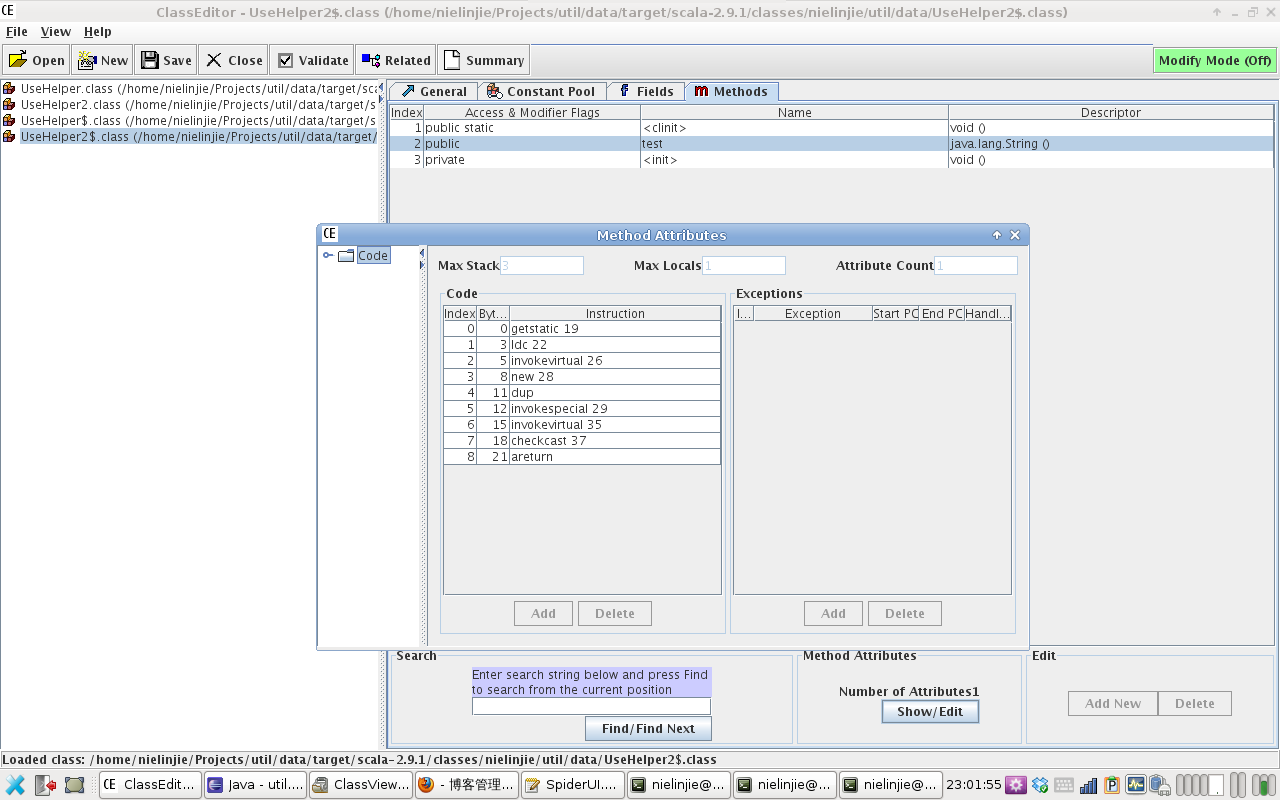 CE
ClassEditor - UseHelper2$.class (/home/nielinjie/Projects/util/data/target/scala-2.9.1/classes/nielinjie/util/data/UseHelper2$.class)
File View Help
Open New Save Close Validate Related Summary Modify Mode (Off)
UseHelper.class (/home/nielinjie/Projects/util/data/target/sca
UseHelper2.class (/home/nielinjie/Projects/util/data/target/s
UseHelper$.class (/home/nielinjie/Projects/util/data/target/s
UseHelper2$.class (/home/nielinjie/Projects/util/data/target/
General Constant Pool Fields Methods
Index Access & Modifier Flags Name Descriptor
1 public static <clinit> void ()
2 public test java.lang.String ()
3 private <init> void ()
CE Method Attributes
Code
Max Stack 3 Max Locals 1 Attribute Count 1
Code
Index Byt... Instruction
0 0 getstatic 19
1 3 ldc 22
2 5 invokevirtual 26
3 8 new 28
4 11 dup
5 12 invokespecial 29
6 15 invokevirtual 35
7 18 checkcast 37
8 21 areturn
Add Delete
Exceptions
I... Exception Start PC End PC Handl...
Add Delete
Search
Enter search string below and press Find
to search from the current position
Find/Find Next
Method Attributes
Number of Attributes1
Show/Edit
Edit
Add New Delete
Loaded class: /home/nielinjie/Projects/util/data/target/scala-2.9.1/classes/nielinjie/util/data/UseHelper2$.class
CE ClassEdit... Java - util.... ClassView... - 博客管理... SpiderUI.... nielinjie@... nielinjie@... nielinjie@... 23:01:55